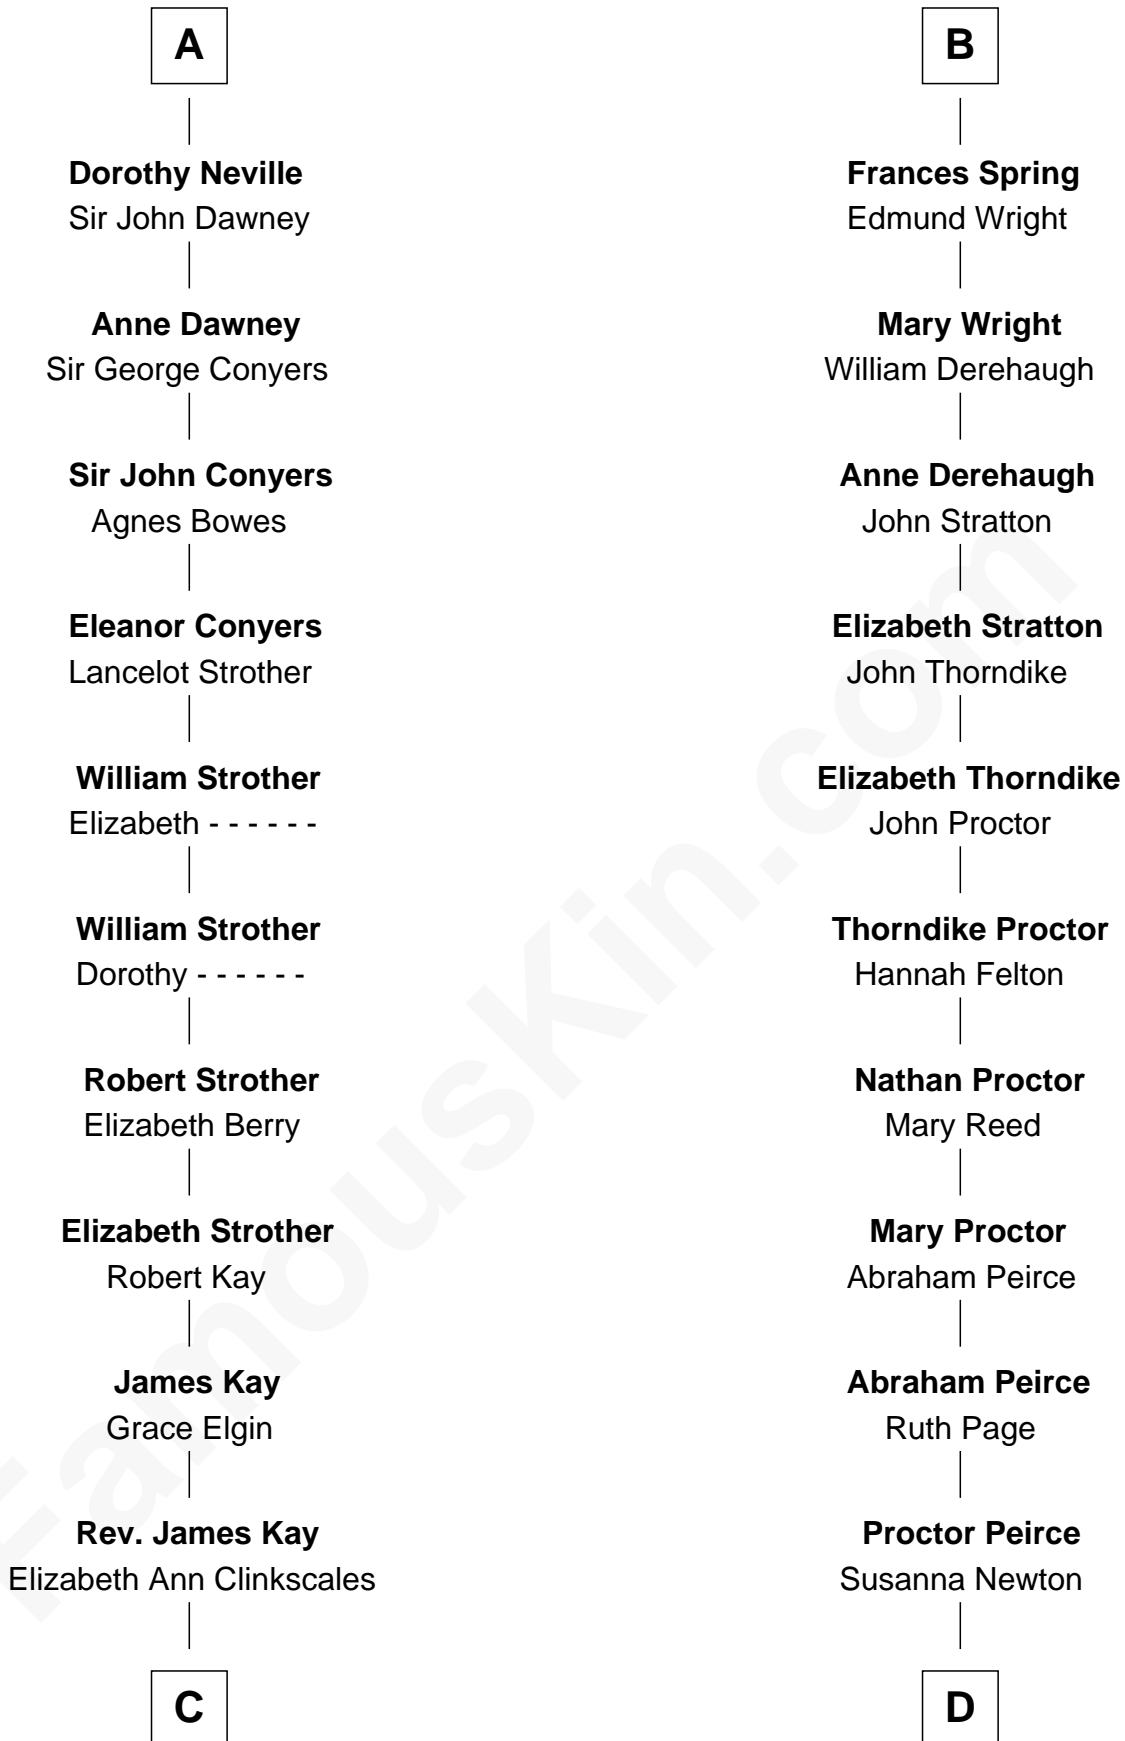 A
Dorothy Neville
Sir John Dawney
Anne Dawney
Sir George Conyers
Sir John Conyers
Agnes Bowes
Eleanor Conyers
Lancelot Strother
William Strother
Elizabeth - - - - - -
William Strother
Dorothy - - - - - -
Robert Strother
Elizabeth Berry
Elizabeth Strother
Robert Kay
James Kay
Grace Elgin
Rev. James Kay
Elizabeth Ann Clinkscales
C
B
Frances Spring
Edmund Wright
Mary Wright
William Derehaugh
Anne Derehaugh
John Stratton
Elizabeth Stratton
John Thorndike
Elizabeth Thorndike
John Proctor
Thorndike Proctor
Hannah Felton
Nathan Proctor
Mary Reed
Mary Proctor
Abraham Peirce
Abraham Peirce
Ruth Page
Proctor Peirce
Susanna Newton
D
FamousKin.com